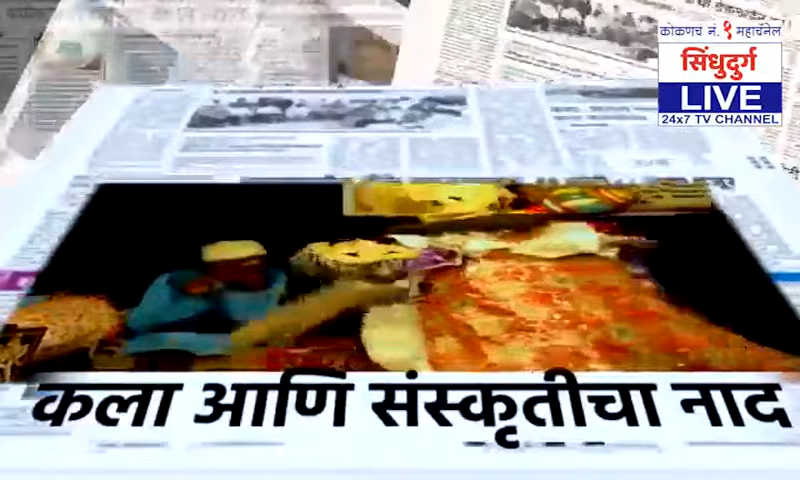 कोकणचं नं. १ महाचॅनेल
सिंधुदुर्ग
LIVE
24x7 TV CHANNEL
कला आणि संस्कृतीचा नाद